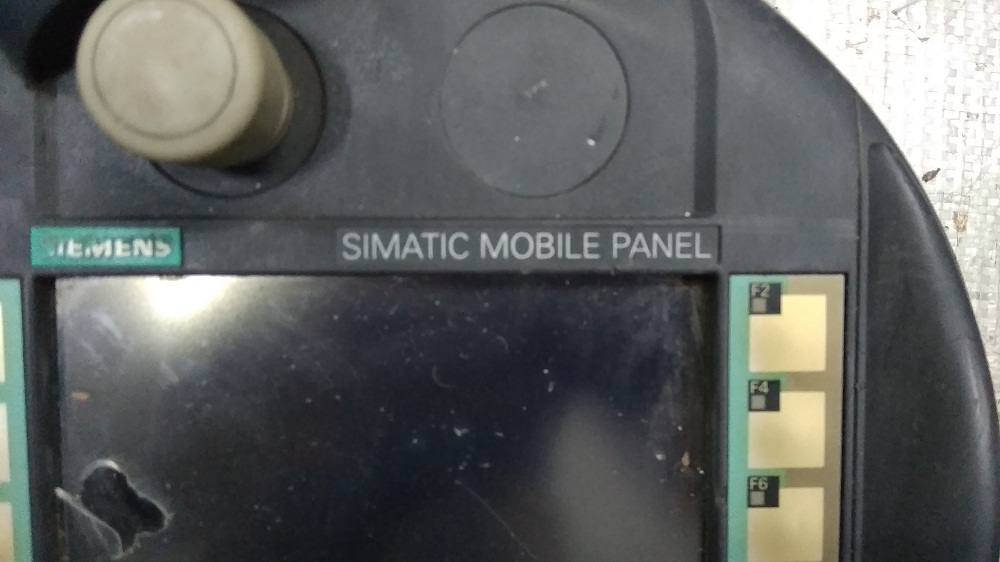 SIEMENS
SIMATIC MOBILE PANEL
F2
F4
F6